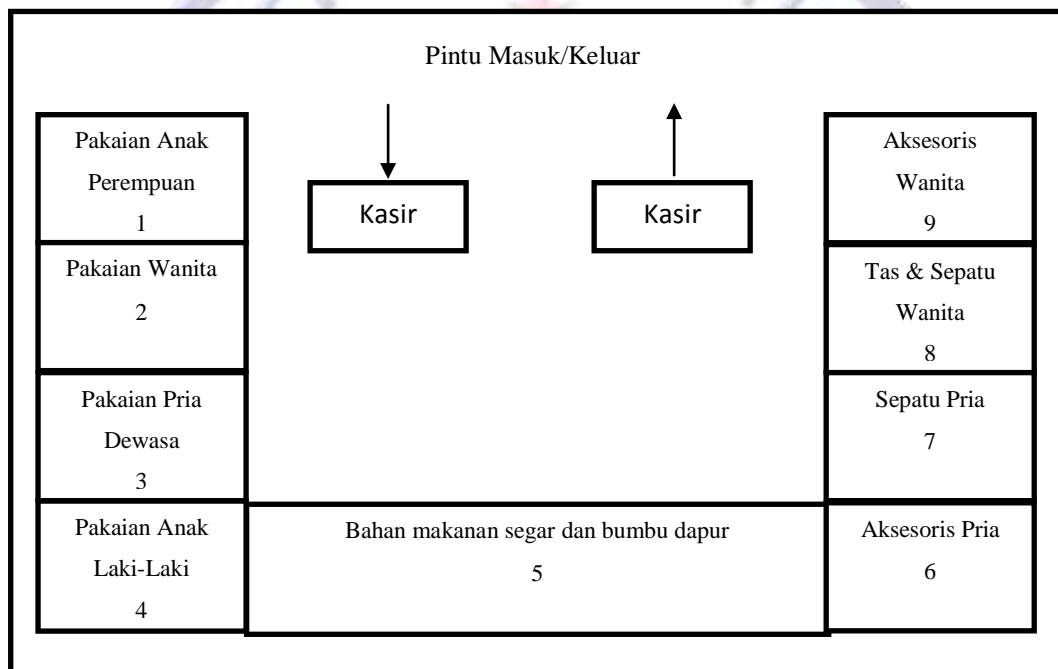 Pintu Masuk/Keluar
Pakaian Anak
Perempuan
1
Kasir
Kasir
Aksesoris
Wanita
9
Pakaian Wanita
2
Tas & Sepatu
Wanita
8
Pakaian Pria
Dewasa
3
Sepatu Pria
7
Pakaian Anak
Laki-Laki
4
Bahan makanan segar dan bumbu dapur
5
Aksesoris Pria
6